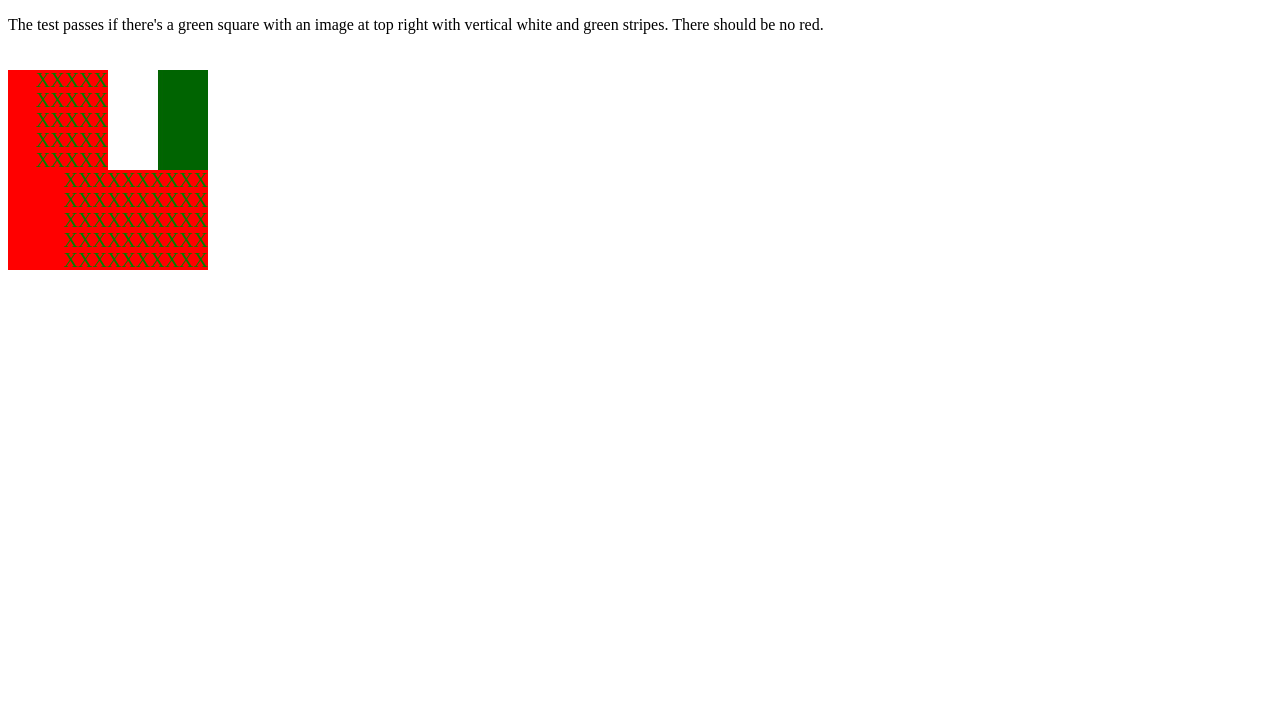 The test passes if there's a green square with an image at top right with vertical white and green stripes. There should be no red.
XXXXX
XXXXX
XXXXX
XXXXX
XXXXX
XXXXXXXXXX
XXXXXXXXXX
XXXXXXXXXX
XXXXXXXXXX
XXXXXXXXXX